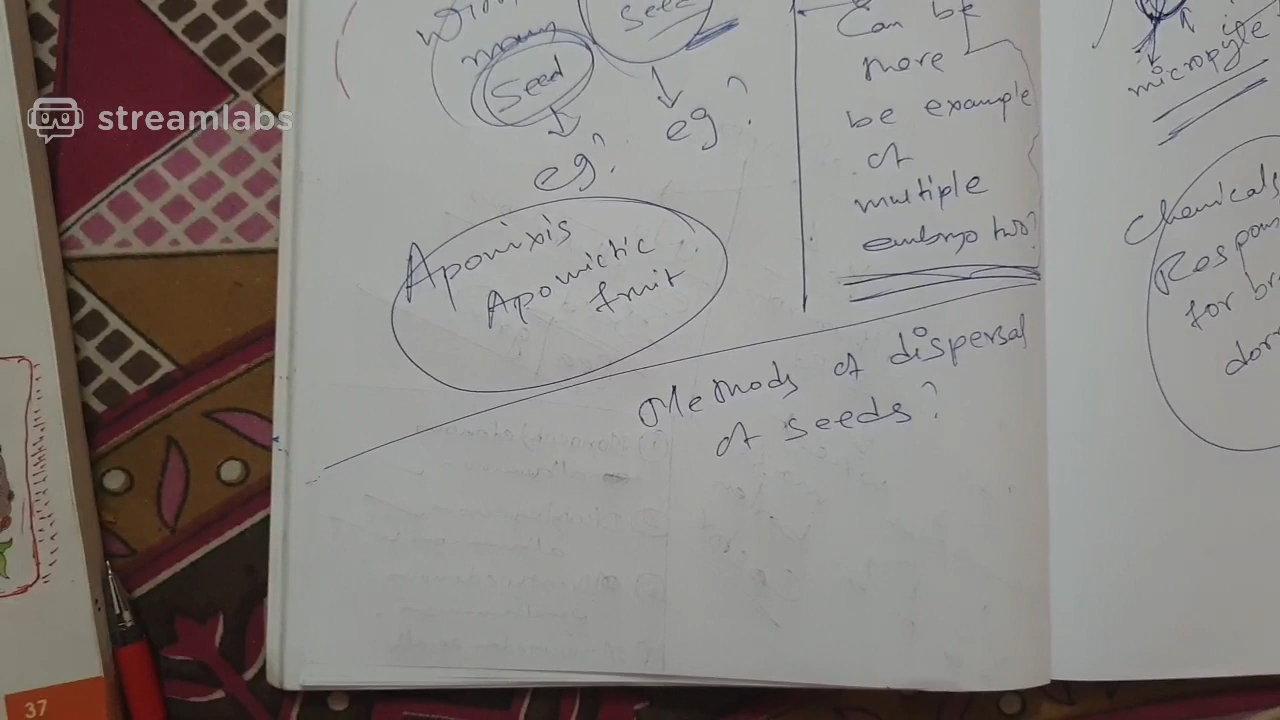 streamlabs
many
Seed
seed
eg?
eg?
Apomixis
Apomictic
fruit
Can be
more
be example
of
multiple
embryo two?
Methods of dispersal
of seeds?
micropyle
Chemicals
for
37